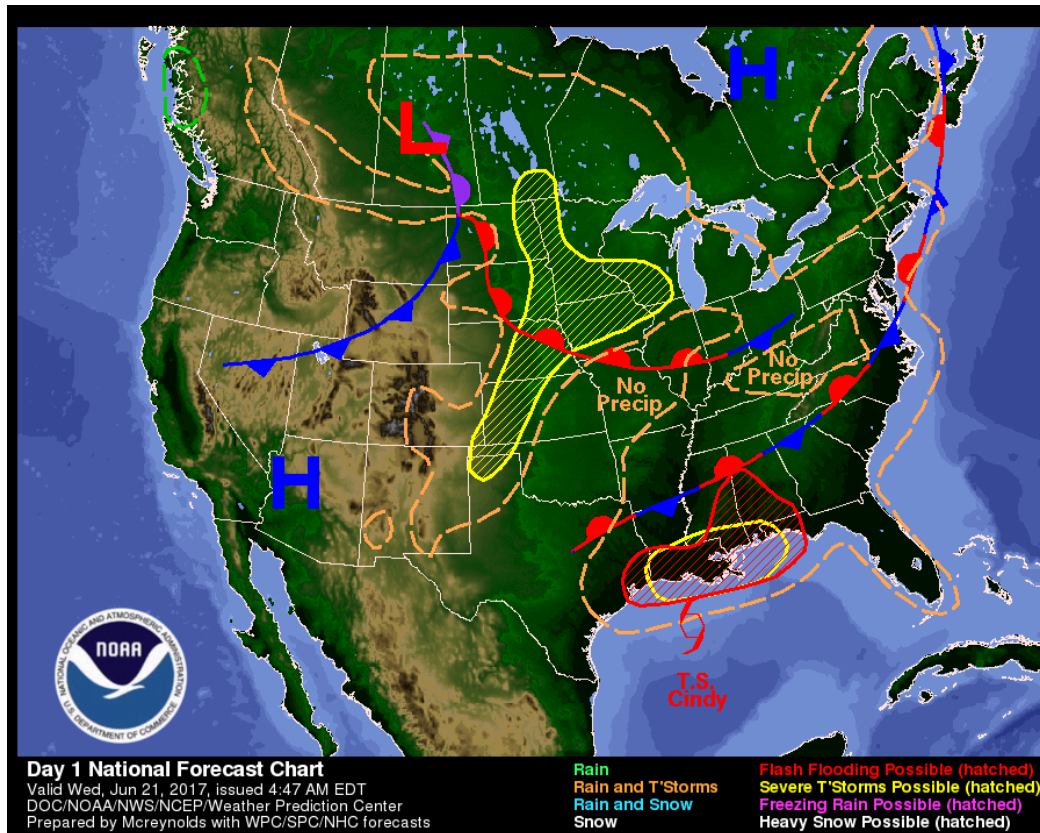 H
L
No
Precip
No
Precip
H
T.S.
Cindy
NATIONAL OCEANIC AND ATMOSPHERIC ADMINISTRATION
NOAA
U.S. DEPARTMENT OF COMMERCE
Day 1 National Forecast Chart
Valid Wed, Jun 21, 2017, issued 4:47 AM EDT
DOC/NOAA/NWS/NCEP/Weather Prediction Center
Prepared by Mcreynolds with WPC/SPC/NHC forecasts
Rain
Rain and T'Storms
Rain and Snow
Snow
Flash Flooding Possible (hatched)
Severe T'Storms Possible (hatched)
Freezing Rain Possible (hatched)
Heavy Snow Possible (hatched)